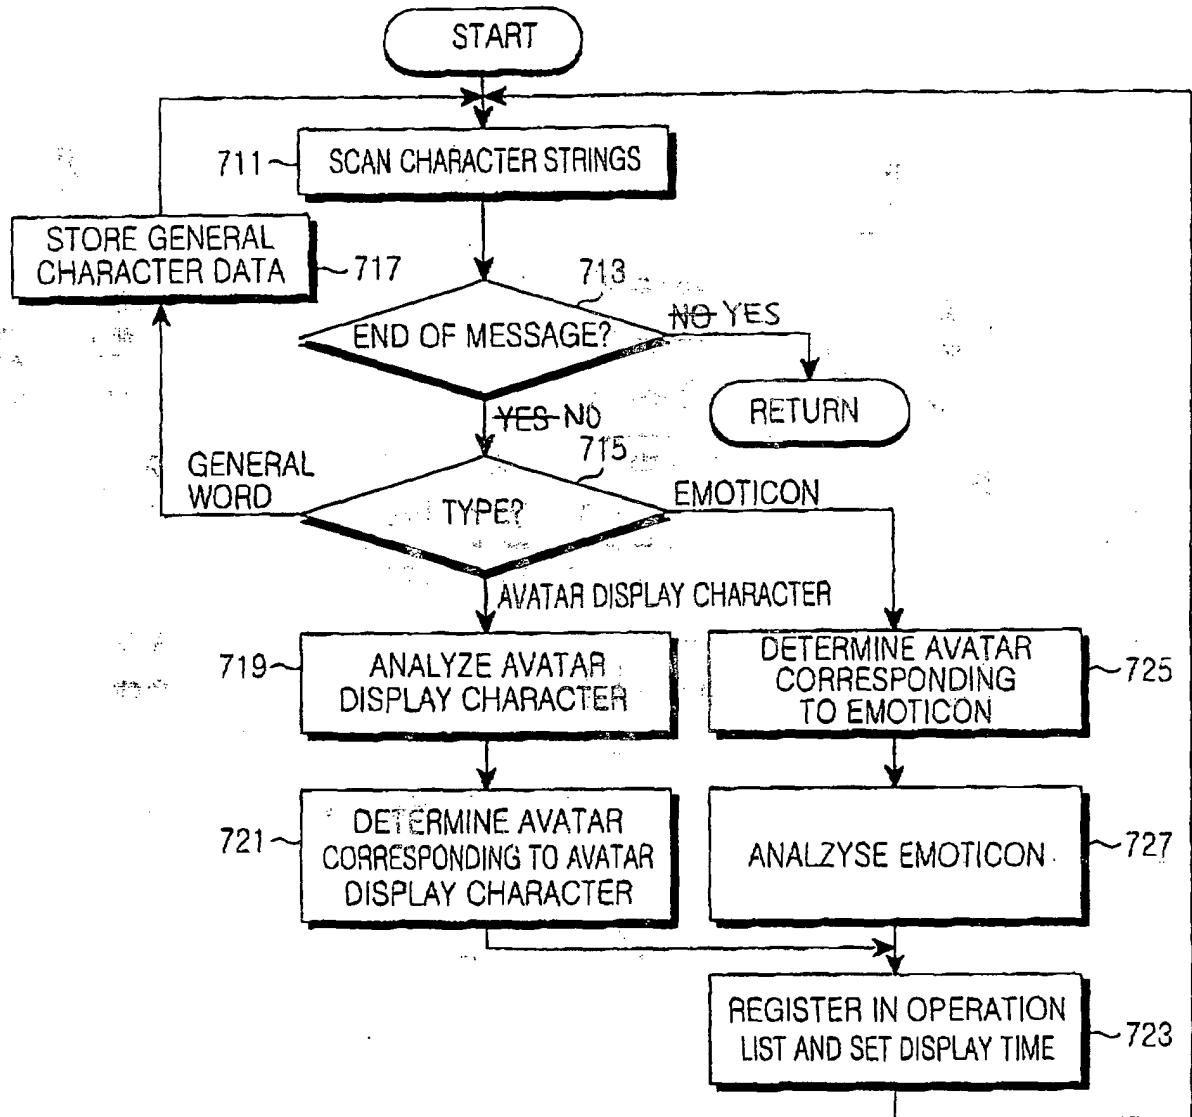 START
711
SCAN CHARACTER STRINGS
STORE GENERAL
CHARACTER DATA
717
713
END OF MESSAGE?
NO YES
RETURN
YES NO
715
GENERAL
WORD
TYPE?
EMOTICON
AVATAR DISPLAY CHARACTER
719
ANALYZE AVATAR
DISPLAY CHARACTER
DETERMINE AVATAR
CORRESPONDING
TO EMOTICON
725
721
DETERMINE AVATAR
CORRESPONDING TO AVATAR
DISPLAY CHARACTER
ANALZYSE EMOTICON
727
REGISTER IN OPERATION
LIST AND SET DISPLAY TIME
723